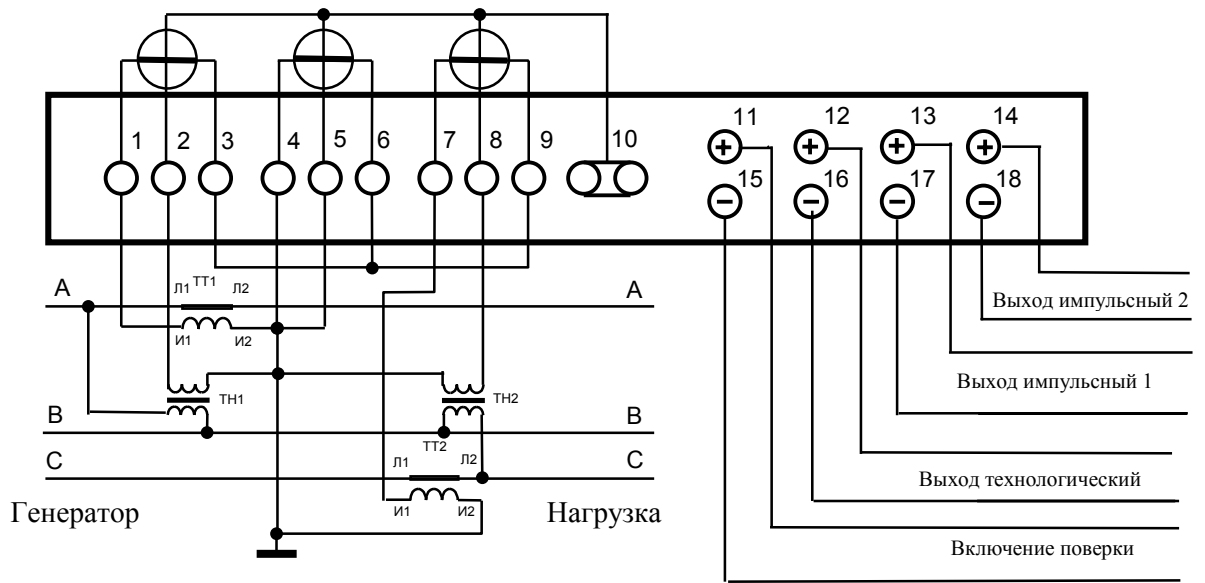 1 2 3 4 5 6 7 8 9 10 11 12 13 14
15 16 17 18
A Л1 ТТ1 Л2 A
И1 И2
Выход импульсный 2
ТН1 ТН2
Выход импульсный 1
B B
ТТ2
C Л1 Л2 C
Выход технологический
И1 И2
Генератор Нагрузка
Включение поверки